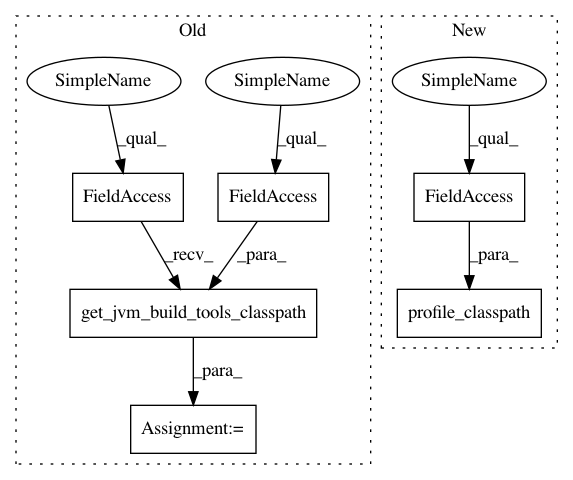 Old
New
SimpleName
SimpleName
SimpleName
_qual_
_qual_
_qual_
FieldAccess
FieldAccess
FieldAccess
_recv_
_para_
_para_
get_jvm_build_tools_classpath
profile_classpath
_para_
Assignment:=